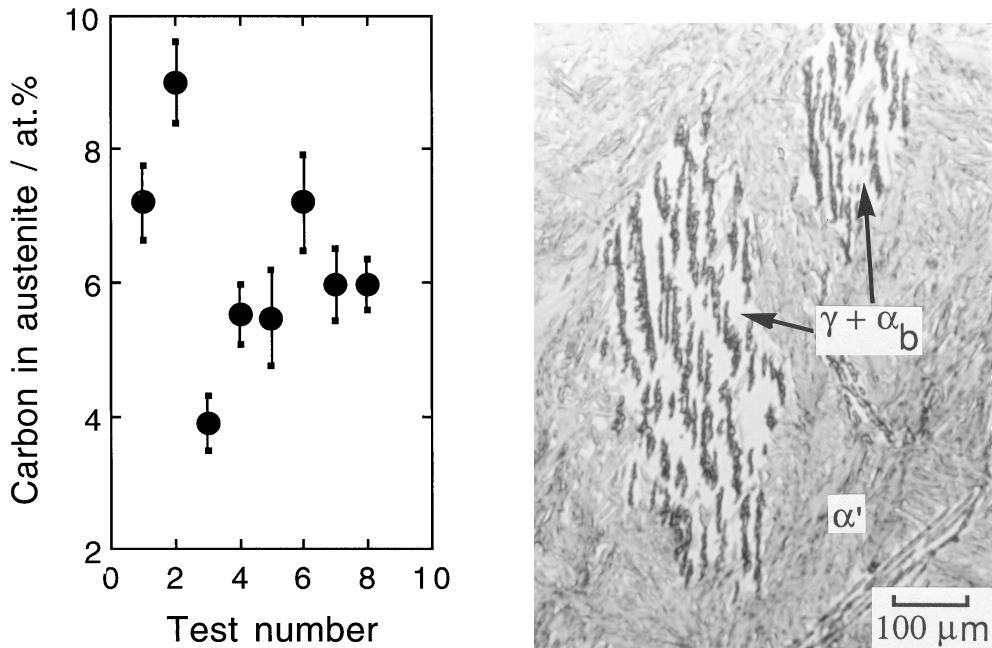 Carbon in austenite / at.%
10
8
6
4
2
0 2 4 6 8 10
Test number
γ + αb
α'
100 μm